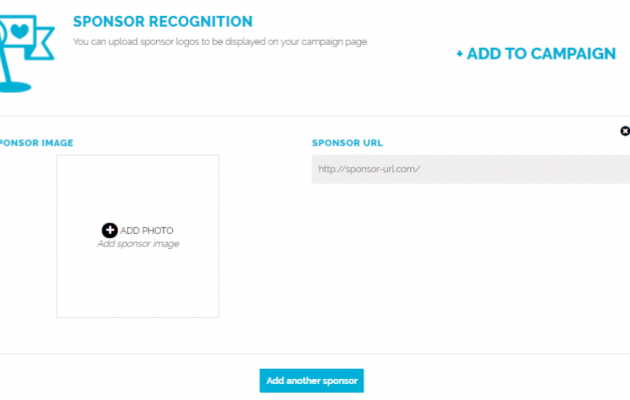 SPONSOR RECOGNITION
You can upload sponsor logos to be displayed on your campaign page.
+ ADD TO CAMPAIGN
PONSOR IMAGE
SPONSOR URL
http://sponsor-url.com/
ADD PHOTO
Add sponsor image
Add another sponsor